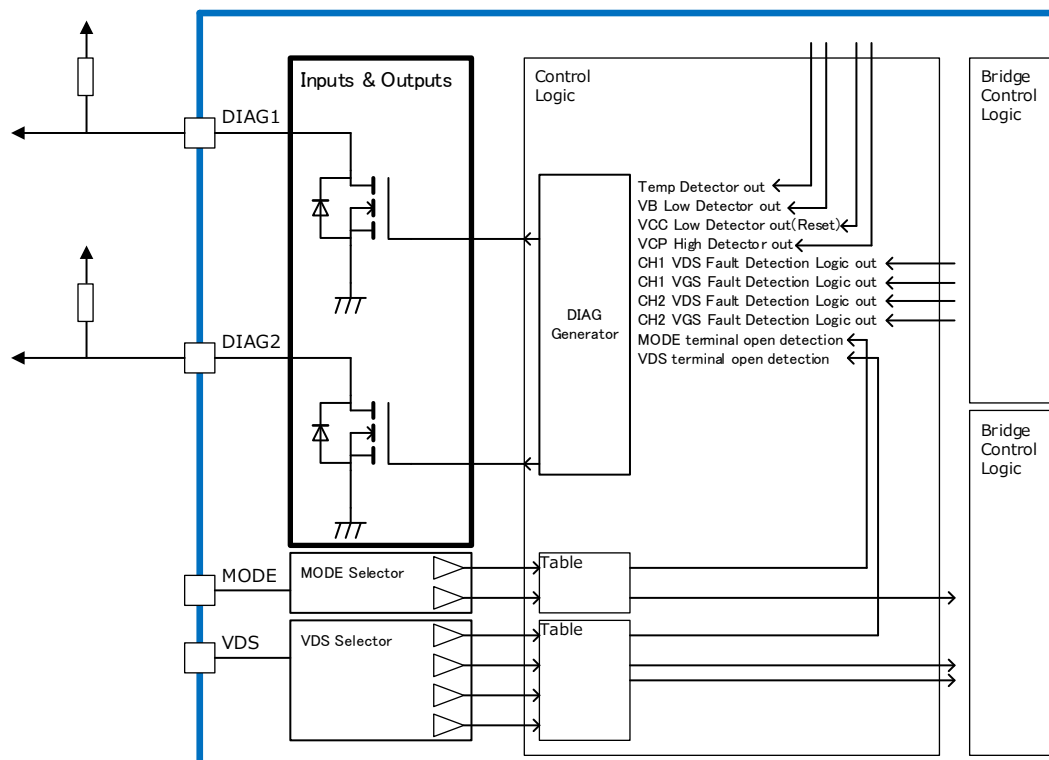 Inputs & Outputs
Control
Logic
Bridge
Control
Logic
DIAG1
Temp Detector out
VB Low Detector out
VCC Low Detector out(Reset)
VCP High Detector out
CH1 VDS Fault Detection Logic out
CH1 VGS Fault Detection Logic out
CH2 VDS Fault Detection Logic out
CH2 VGS Fault Detection Logic out
MODE terminal open detection
VDS terminal open detection
DIAG
Generator
DIAG2
Bridge
Control
Logic
MODE
MODE Selector
Table
VDS
VDS Selector
Table